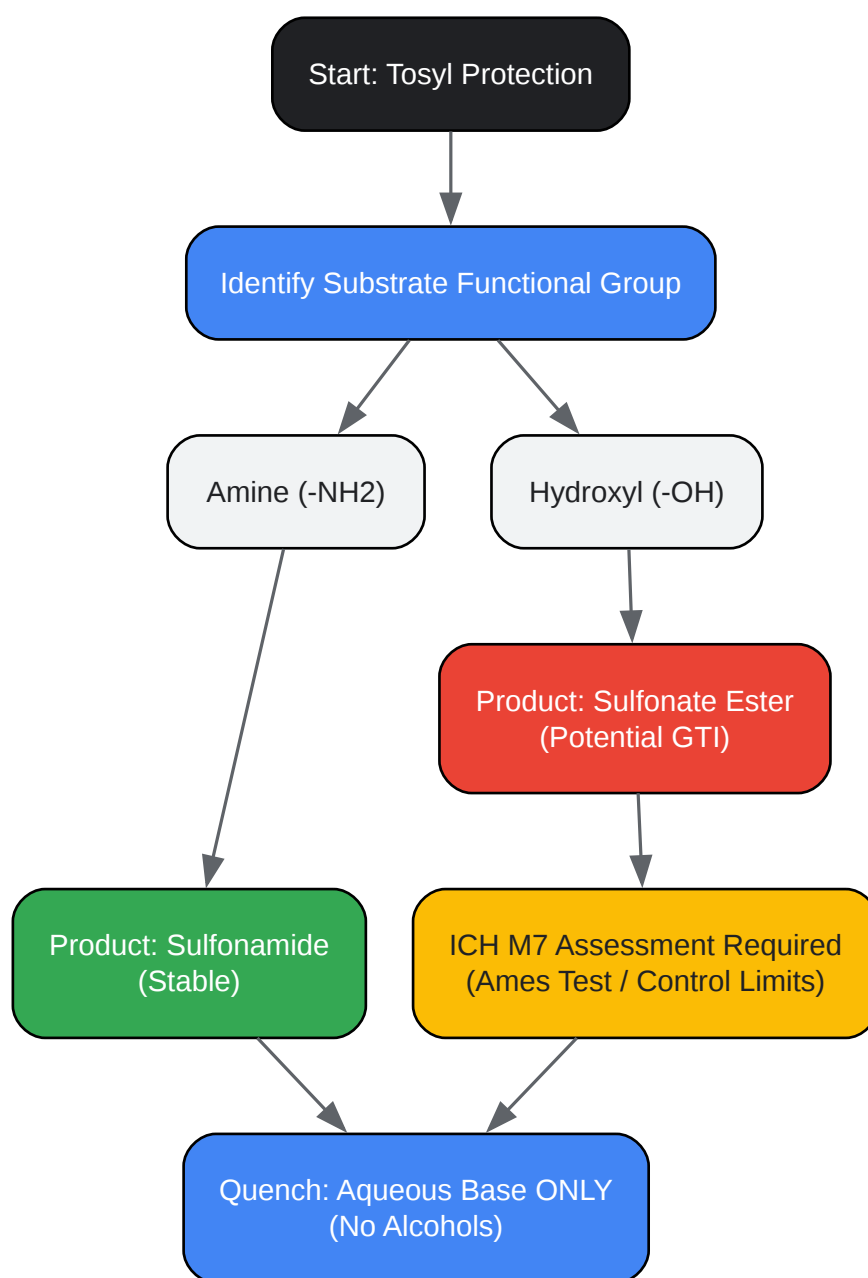 Start: Tosyl Protection
Identify Substrate Functional Group
Amine (-NH2)
Hydroxyl (-OH)
Product: Sulfonate Ester
(Potential GTI)
Product: Sulfonamide
(Stable)
ICH M7 Assessment Required
(Ames Test / Control Limits)
Quench: Aqueous Base ONLY
(No Alcohols)